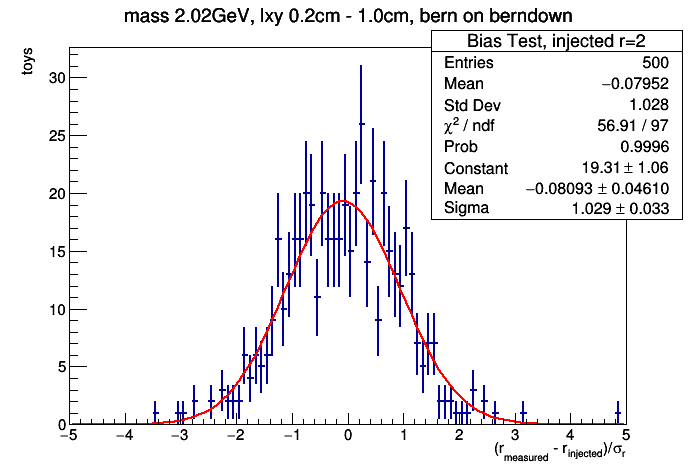 mass 2.02GeV, lxy 0.2cm - 1.0cm, bern on berndown
Bias Test, injected r=2
Entries 500
Mean −0.07952
Std Dev 1.028
χ² / ndf 56.91 / 97
Prob 0.9996
Constant 19.31 ± 1.06
Mean −0.08093 ± 0.04610
Sigma 1.029 ± 0.033
toys
30
25
20
15
10
5
0
−5 −4 −3 −2 −1 0 1 2 3 4 5
(r_measured - r_injected)/σ_r